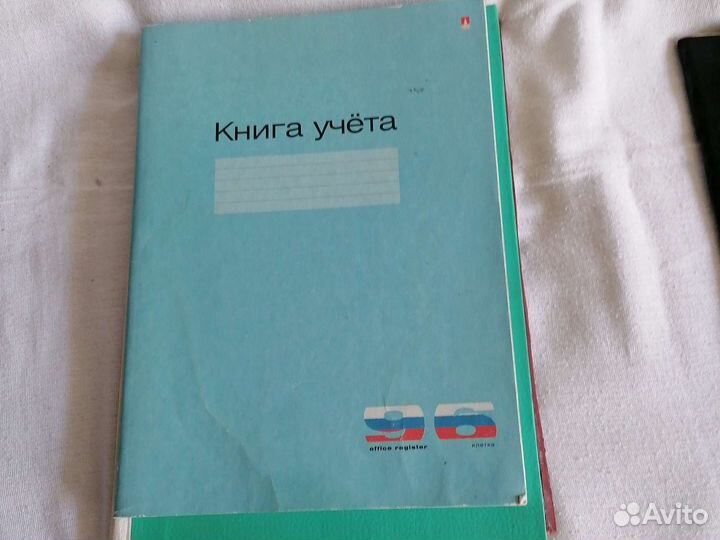 Книга учёта
96
office register
клетка
Avito